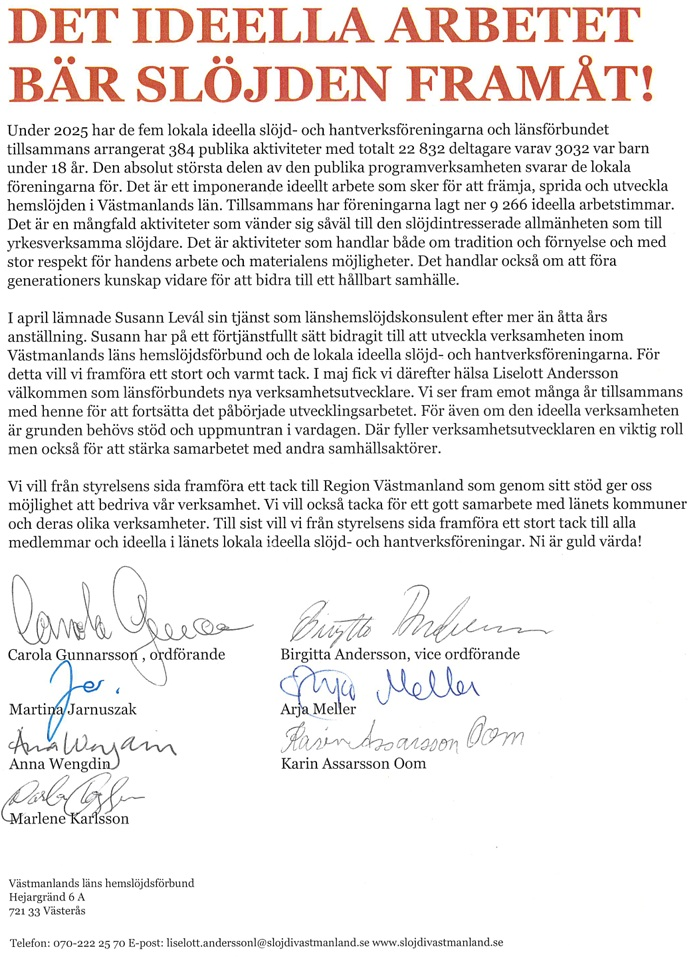 DET IDEELLA ARBETET
BÄR SLÖJDEN FRAMÅT!
Under 2025 har de fem lokala ideella slöjd- och hantverksföreningarna och länsförbundet
tillsammans arrangerat 384 publika aktiviteter med totalt 22 832 deltagare varav 3032 var barn
under 18 år. Den absolut största delen av den publika programverksamheten svarar de lokala
föreningarna för. Det är ett imponerande ideellt arbete som sker för att främja, sprida och utveckla
hemslöjden i Västmanlands län. Tillsammans har föreningarna lagt ner 9 266 ideella arbetstimmar.
Det är en mångfald aktiviteter som vänder sig såväl till den slöjdintresserade allmänheten som till
yrkesverksamma slöjdare. Det är aktiviteter som handlar både om tradition och förnyelse och med
stor respekt för handens arbete och materialens möjligheter. Det handlar också om att föra
generationers kunskap vidare för att bidra till ett hållbart samhälle.
I april lämnade Susann Levál sin tjänst som länshemslöjdskonsulent efter mer än åtta års
anställning. Susann har på ett förtjänstfullt sätt bidragit till att utveckla verksamheten inom
Västmanlands läns hemslöjdsförbund och de lokala ideella slöjd- och hantverksföreningarna. För
detta vill vi framföra ett stort och varmt tack. I maj fick vi därefter hälsa Liselott Andersson
välkommen som länsförbundets nya verksamhetsutvecklare. Vi ser fram emot många år tillsammans
med henne för att fortsätta det påbörjade utvecklingsarbetet. För även om den ideella verksamheten
är grunden behövs stöd och uppmuntran i vardagen. Där fyller verksamhetsutvecklaren en viktig roll
men också för att stärka samarbetet med andra samhällsaktörer.
Vi vill från styrelsens sida framföra ett tack till Region Västmanland som genom sitt stöd ger oss
möjlighet att bedriva vår verksamhet. Vi vill också tacka för ett gott samarbete med länets kommuner
och deras olika verksamheter. Till sist vill vi från styrelsens sida framföra ett stort tack till alla
medlemmar och ideella i länets lokala ideella slöjd- och hantverksföreningar. Ni är guld värda!
Carola Birgitta Andersson
Carola Gunnarsson , ordförande Birgitta Andersson, vice ordförande
Arja Meller
Martina Jarnuszak Arja Meller
Anna Wengdin Karin Assarsson Oom
Anna Wengdin Karin Assarsson Oom
Marlene Karlsson
Västmanlands läns hemslöjdsförbund
Hejargränd 6 A
721 33 Västerås
Telefon: 070-222 25 70 E-post: liselott.anderssonl@slojdivastmanland.se www.slojdivastmanland.se